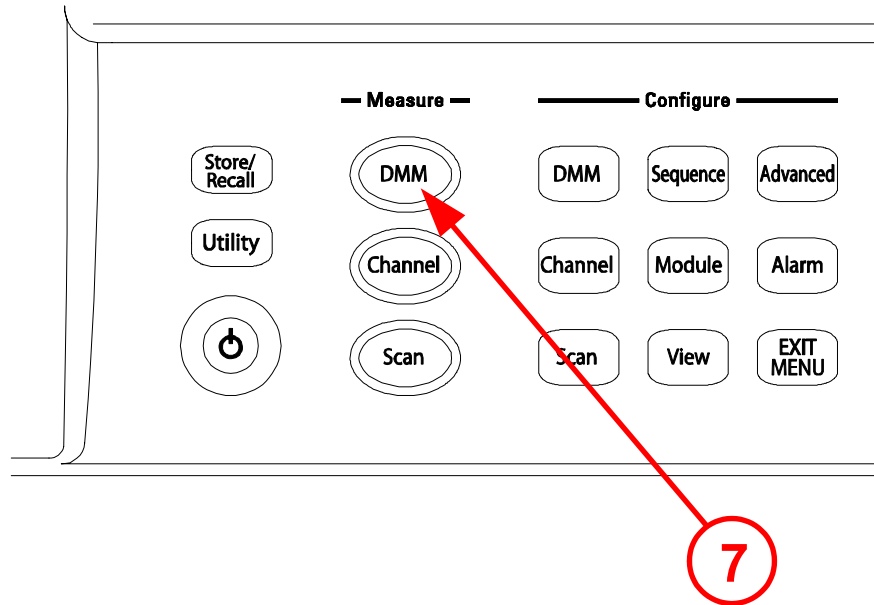 Measure
Configure
Store/
Recall
DMM
DMM
Sequence
Advanced
Utility
Channel
Channel
Module
Alarm
Scan
Scan
View
EXIT
MENU
7